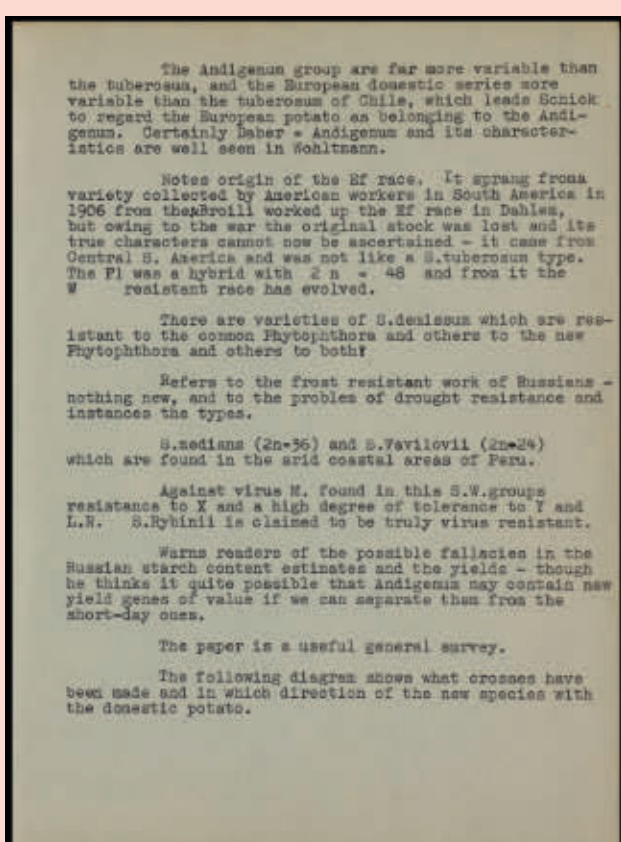 The Andigenum group are far more variable than
the tuberosum, and the European domestic series more
variable than the tuberosum of Chile, which leads Schick
to regard the European potato as belonging to the Andi-
genum. Certainly Daber = Andigenum and its character-
istics are well seen in Wohltmann.
Notes origin of the Ef race. It sprang froma
variety collected by American workers in South America in
1906 from the Broili worked up the Ef race in Dahlem,
but owing to the war the original stock was lost and its
true characters cannot now be ascertained - it came from
Central S. America and was not like a S.tuberosum type.
The F1 was a hybrid with 2 n = 48 and from it the
W resistant race has evolved.
There are varieties of S.demissum which are res-
istant to the common Phytophthora and others to the new
Phytophthora and others to both?
Refers to the frost resistant work of Russians -
nothing new, and to the problem of drought resistance and
instances the types.
S.medians (2n=36) and S.Vavilovii (2n=24)
which are found in the arid coastal areas of Peru.
Against virus M. found in this S.W.groups
resistance to X and a high degree of tolerance to Y and
L.R. S.Rybinii is claimed to be truly virus resistant.
Warns readers of the possible fallacies in the
Russian starch content estimates and the yields - though
he thinks it quite possible that Andigenum may contain new
yield genes of value if we can separate them from the
short-day ones.
The paper is a useful general survey.
The following diagram shows what crosses have
been made and in which direction of the new species with
the domestic potato.